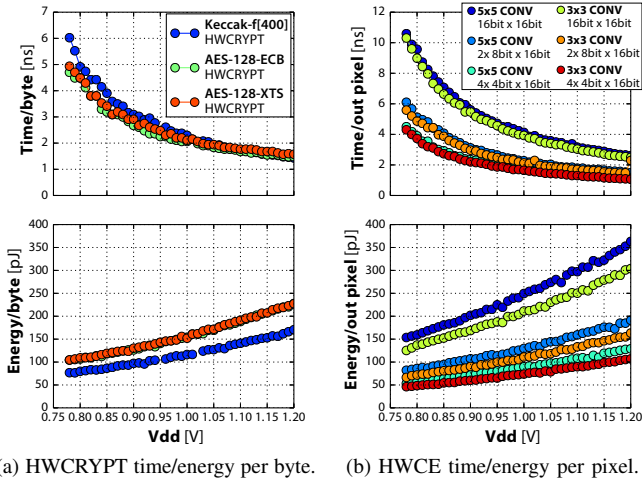 Time/byte [ns]
7
6
5
4
3
2
1
0
Keccak-f[400]
HWCRYPT
AES-128-ECB
HWCRYPT
AES-128-XTS
HWCRYPT
Time/out pixel [ns]
12
10
8
6
4
2
0
5x5 CONV
16bit x 16bit
5x5 CONV
2x 8bit x 16bit
5x5 CONV
4x 4bit x 16bit
3x3 CONV
16bit x 16bit
3x3 CONV
2x 8bit x 16bit
3x3 CONV
4x 4bit x 16bit
Energy/byte [pJ]
400
350
300
250
200
150
100
50
0
0.75 0.80 0.85 0.90 0.95 1.00 1.05 1.10 1.15 1.20
Vdd [V]
Energy/out pixel [pJ]
400
350
300
250
200
150
100
50
0
0.75 0.80 0.85 0.90 0.95 1.00 1.05 1.10 1.15 1.20
Vdd [V]
(a) HWCRYPT time/energy per byte.
(b) HWCE time/energy per pixel.